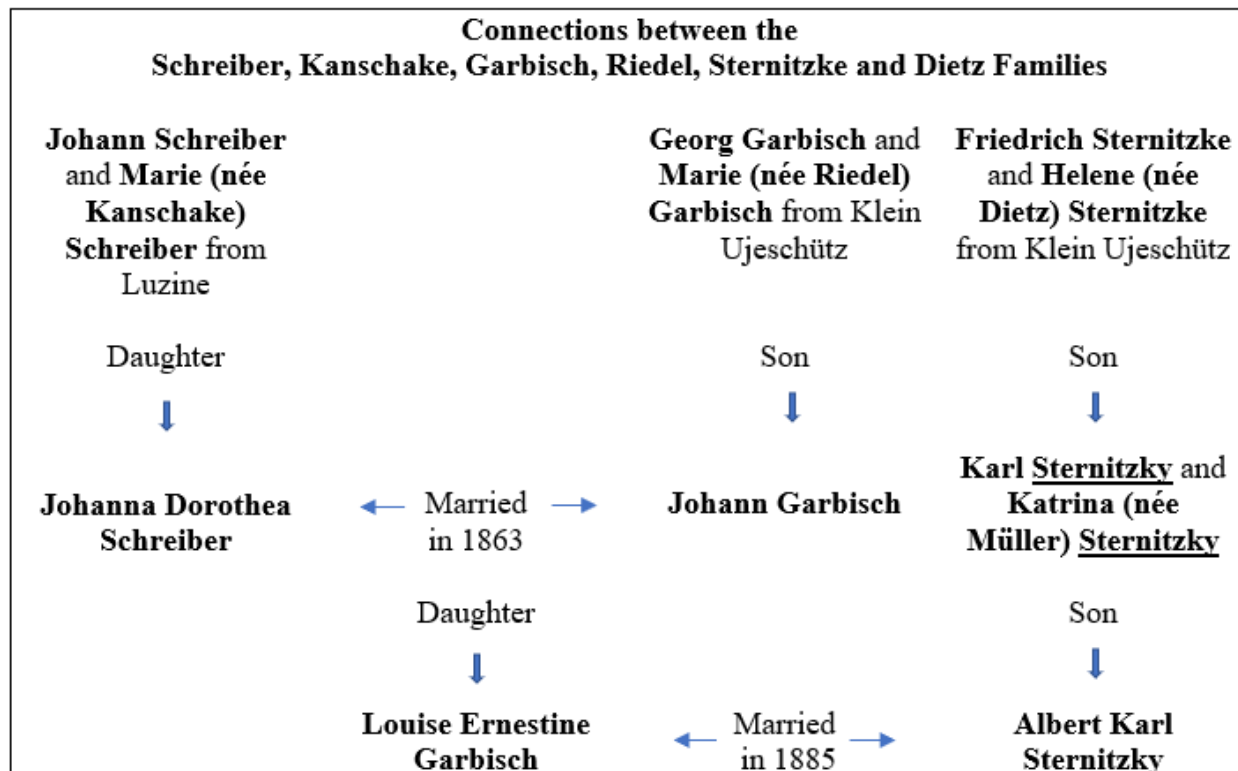 Connections between the
Schreiber, Kanschake, Garbisch, Riedel, Sternitzke and Dietz Families
Johann Schreiber
and Marie (née
Kanschake)
Schreiber from
Luzine
Georg Garbisch and
Marie (née Riedel)
Garbisch from Klein
Ujeschütz
Friedrich Sternitzke
and Helene (née
Dietz) Sternitzke
from Klein Ujeschütz
Daughter
Son
Son
Johanna Dorothea
Schreiber
Married
in 1863
Johann Garbisch
Karl Sternitzky and
Katrina (née
Müller) Sternitzky
Daughter
Son
Louise Ernestine
Garbisch
Married
in 1885
Albert Karl
Sternitzky